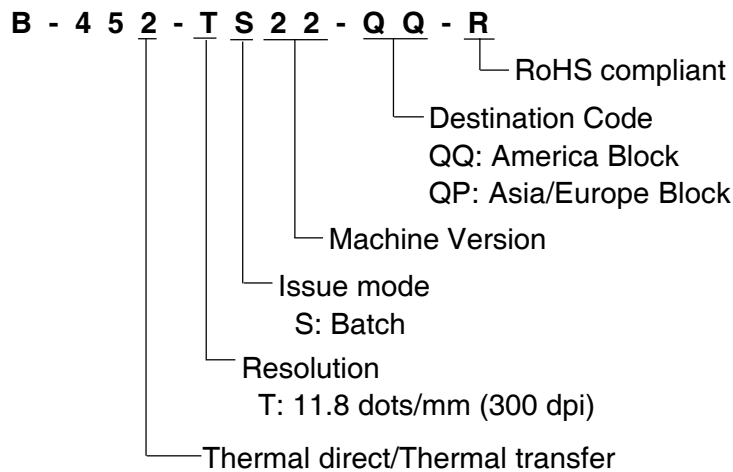 B - 4 5 2 - T S 2 2 - Q Q - R
RoHS compliant
Destination Code
QQ: America Block
QP: Asia/Europe Block
Machine Version
Issue mode
S: Batch
Resolution
T: 11.8 dots/mm (300 dpi)
Thermal direct/Thermal transfer